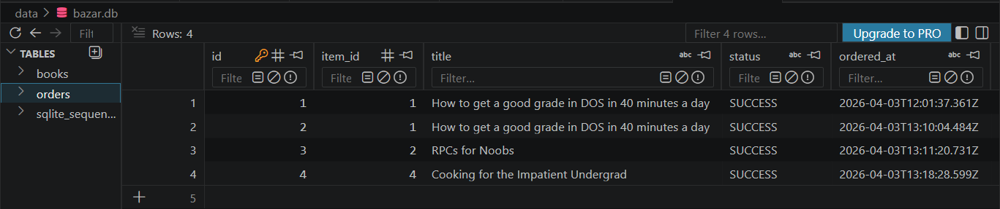 data > bazar.db
Filt Rows: 4 Filter 4 rows... Upgrade to PRO
TABLES
books
orders
sqlite_sequen...
id item_id title abc status abc ordered_at abc
Filte Filte Filter... Filte Filter...
1 1 1 How to get a good grade in DOS in 40 minutes a day SUCCESS 2026-04-03T12:01:37.361Z
2 2 1 How to get a good grade in DOS in 40 minutes a day SUCCESS 2026-04-03T13:10:04.484Z
3 3 2 RPCs for Noobs SUCCESS 2026-04-03T13:11:20.731Z
4 4 4 Cooking for the Impatient Undergrad SUCCESS 2026-04-03T13:18:28.599Z
5